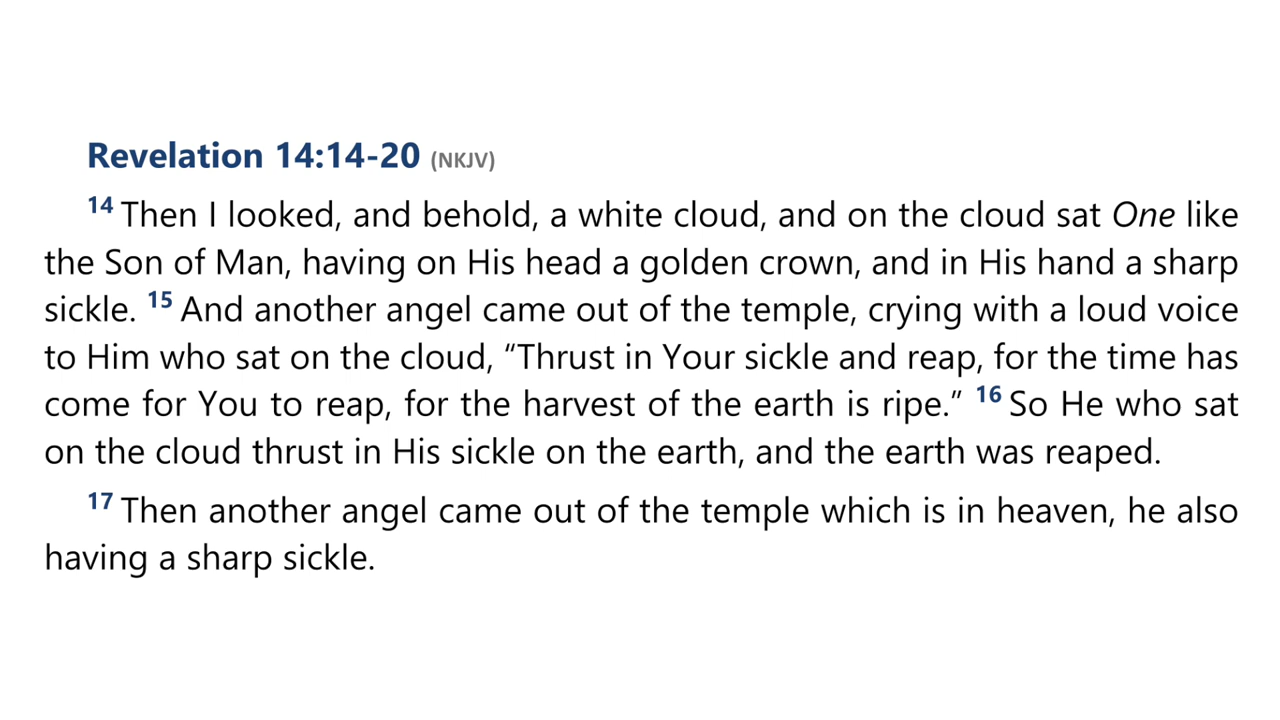 Revelation 14:14-20 (NKJV)
14 Then I looked, and behold, a white cloud, and on the cloud sat One like
the Son of Man, having on His head a golden crown, and in His hand a sharp
sickle. 15 And another angel came out of the temple, crying with a loud voice
to Him who sat on the cloud, “Thrust in Your sickle and reap, for the time has
come for You to reap, for the harvest of the earth is ripe.” 16 So He who sat
on the cloud thrust in His sickle on the earth, and the earth was reaped.
17 Then another angel came out of the temple which is in heaven, he also
having a sharp sickle.